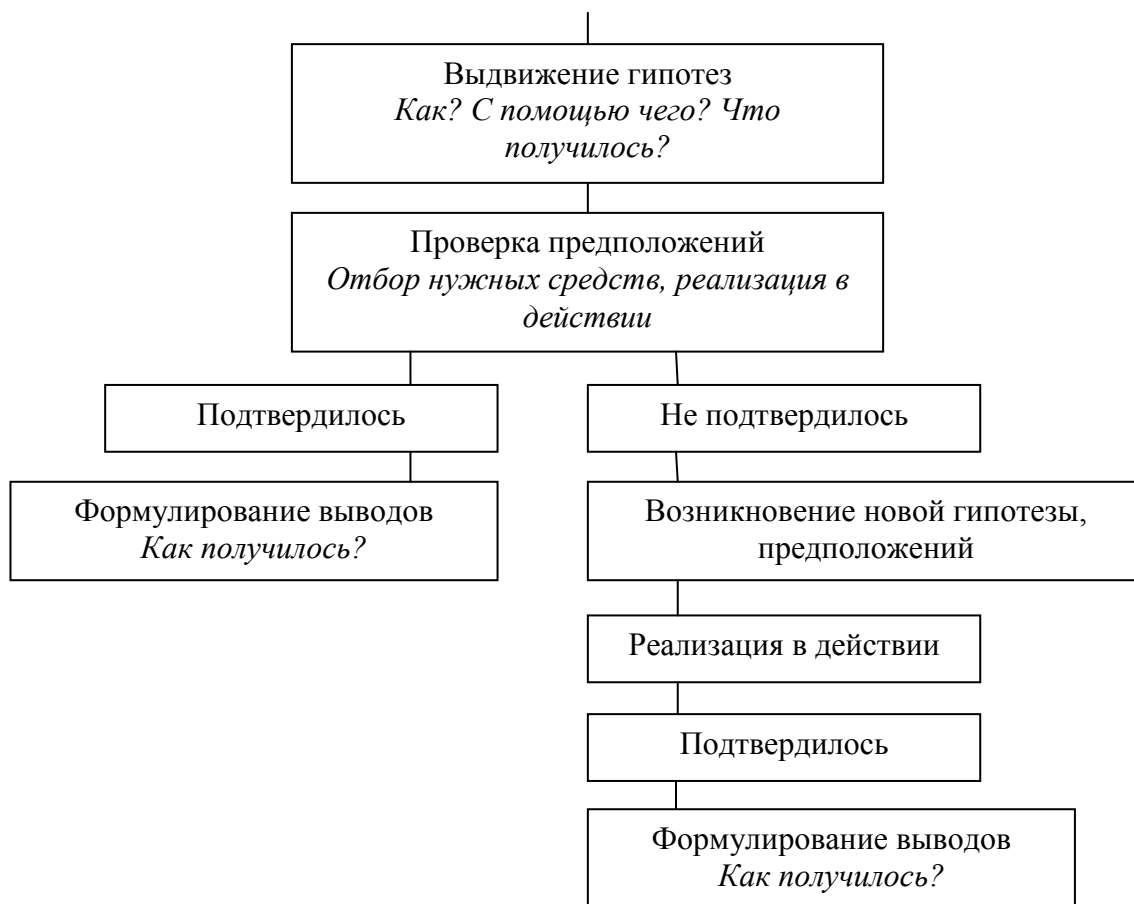 Выдвижение гипотез
Как? С помощью чего? Что
получилось?
Проверка предположений
Отбор нужных средств, реализация в
действии
Подтвердилось
Не подтвердилось
Формулирование выводов
Как получилось?
Возникновение новой гипотезы,
предположений
Реализация в действии
Подтвердилось
Формулирование выводов
Как получилось?